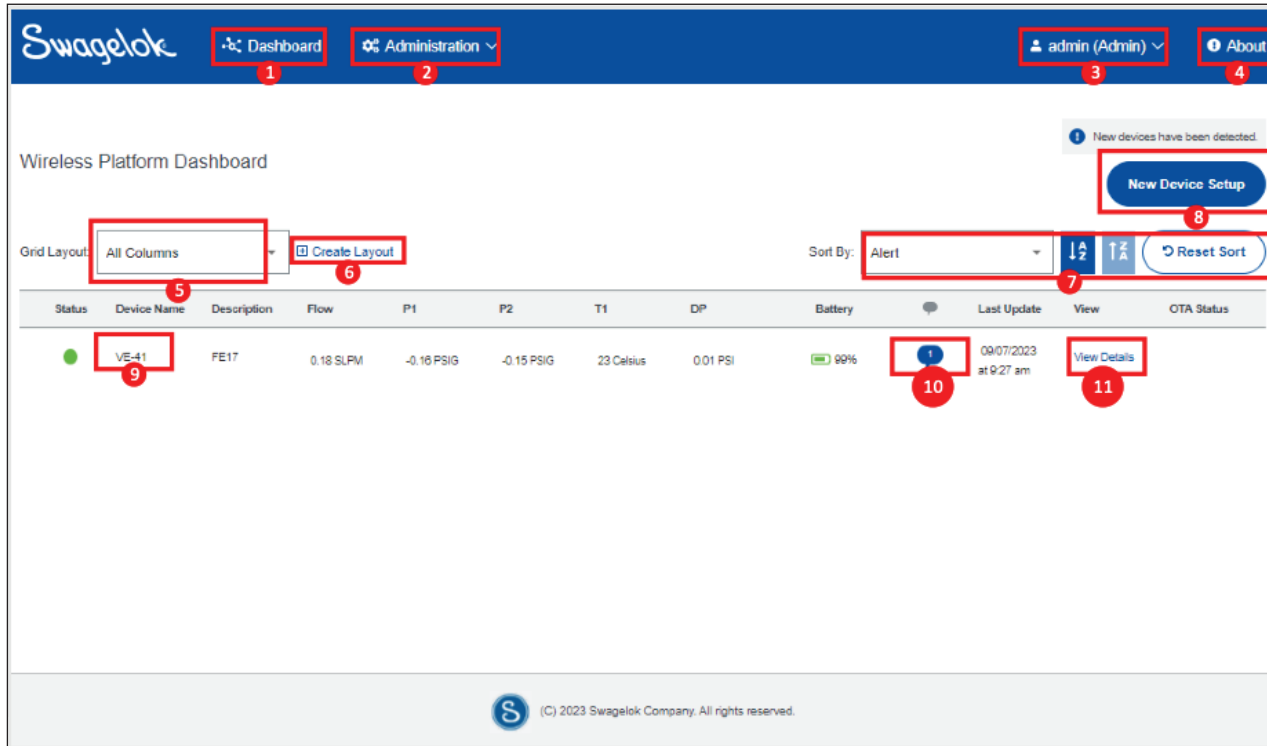 Swagelok Dashboard Administration admin (Admin) About
1 2 3 4
New devices have been detected.
Wireless Platform Dashboard
New Device Setup
8
Grid Layout: All Columns Create Layout Sort By: Alert A Z Z A Reset Sort
5 6 7
Status Device Name Description Flow P1 P2 T1 DP Battery Last Update View OTA Status
VE-41 FE17 0.18 SLPM -0.16 PSIG -0.15 PSIG 23 Celsius 0.01 PSI 99% 1 09/07/2023 View Details
at 9:27 am
9 10 11
S (C) 2023 Swagelok Company. All rights reserved.